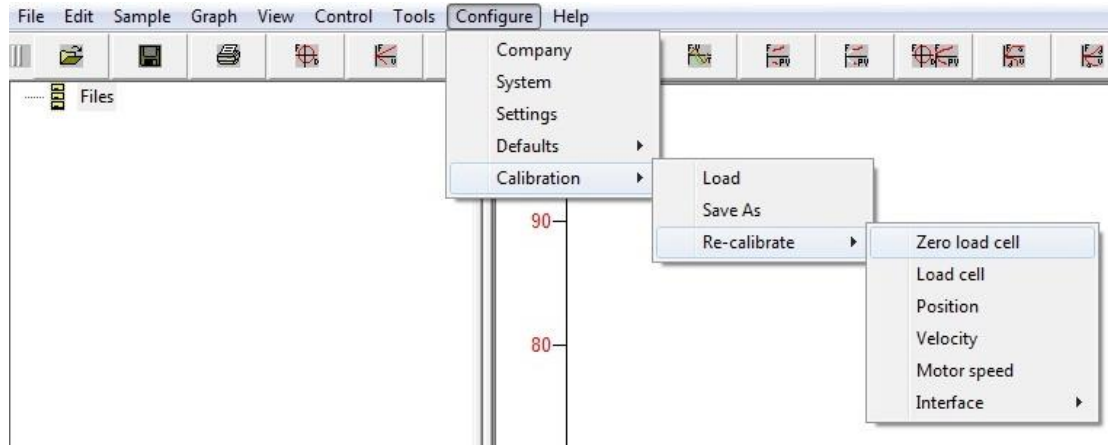 File Edit Sample Graph View Control Tools Configure Help
Company
System
Settings
Defaults
Calibration
Files
Load
Save As
Re-calibrate
90
Zero load cell
Load cell
Position
Velocity
Motor speed
Interface
80